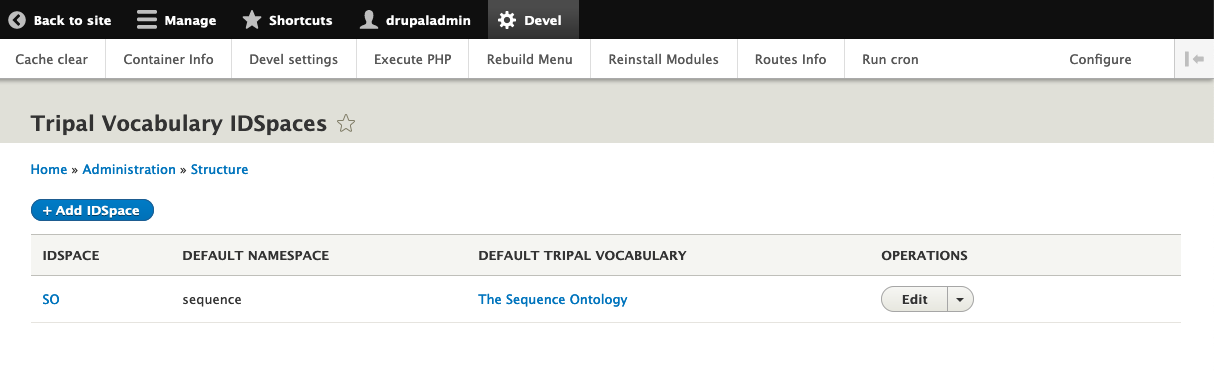 Back to site Manage Shortcuts drupaladmin Devel
Cache clear Container Info Devel settings Execute PHP Rebuild Menu Reinstall Modules Routes Info Run cron Configure
Tripal Vocabulary IDSpaces
Home » Administration » Structure
+ Add IDSpace
IDSPACE DEFAULT NAMESPACE DEFAULT TRIPAL VOCABULARY OPERATIONS
SO sequence The Sequence Ontology Edit